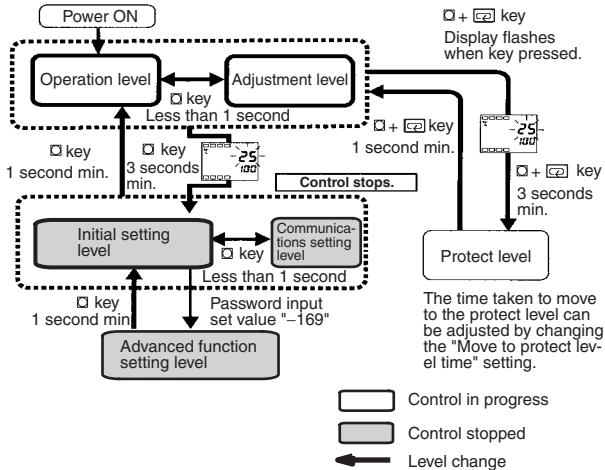 Power ON
Operation level
Adjustment level
key
Less than 1 second
+ key
Display flashes
when key pressed.
key
1 second min.
key
3 seconds
min.
25
100
Control stops.
+ key
1 second min.
25
100
+ key
3 seconds
min.
Initial setting
level
Communica-
tions setting
level
key
Less than 1 second
Protect level
key
1 second min.
Password input
set value "–169"
Advanced function
setting level
The time taken to move
to the protect level can
be adjusted by changing
the "Move to protect lev-
el time" setting.
Control in progress
Control stopped
Level change